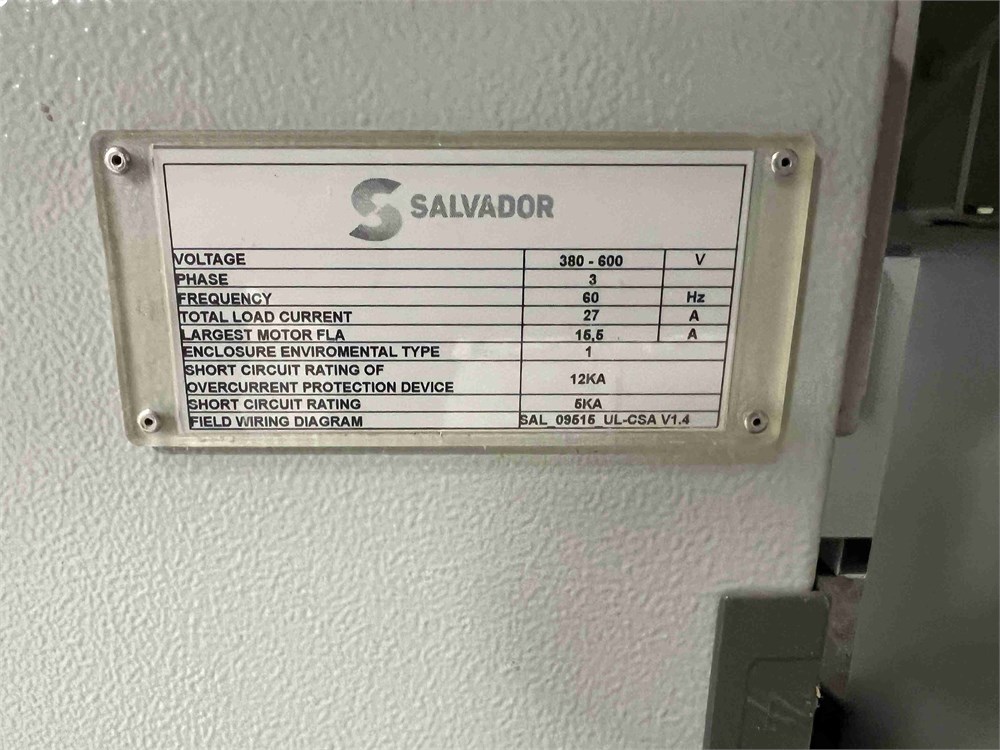 SALVADOR
VOLTAGE 380 - 600 V
PHASE 3
FREQUENCY 60 Hz
TOTAL LOAD CURRENT 27 A
LARGEST MOTOR FLA 15,5 A
ENCLOSURE ENVIROMENTAL TYPE 1
SHORT CIRCUIT RATING OF
OVERCURRENT PROTECTION DEVICE 12KA
SHORT CIRCUIT RATING 5KA
FIELD WIRING DIAGRAM SAL_09515_UL-CSA V1.4